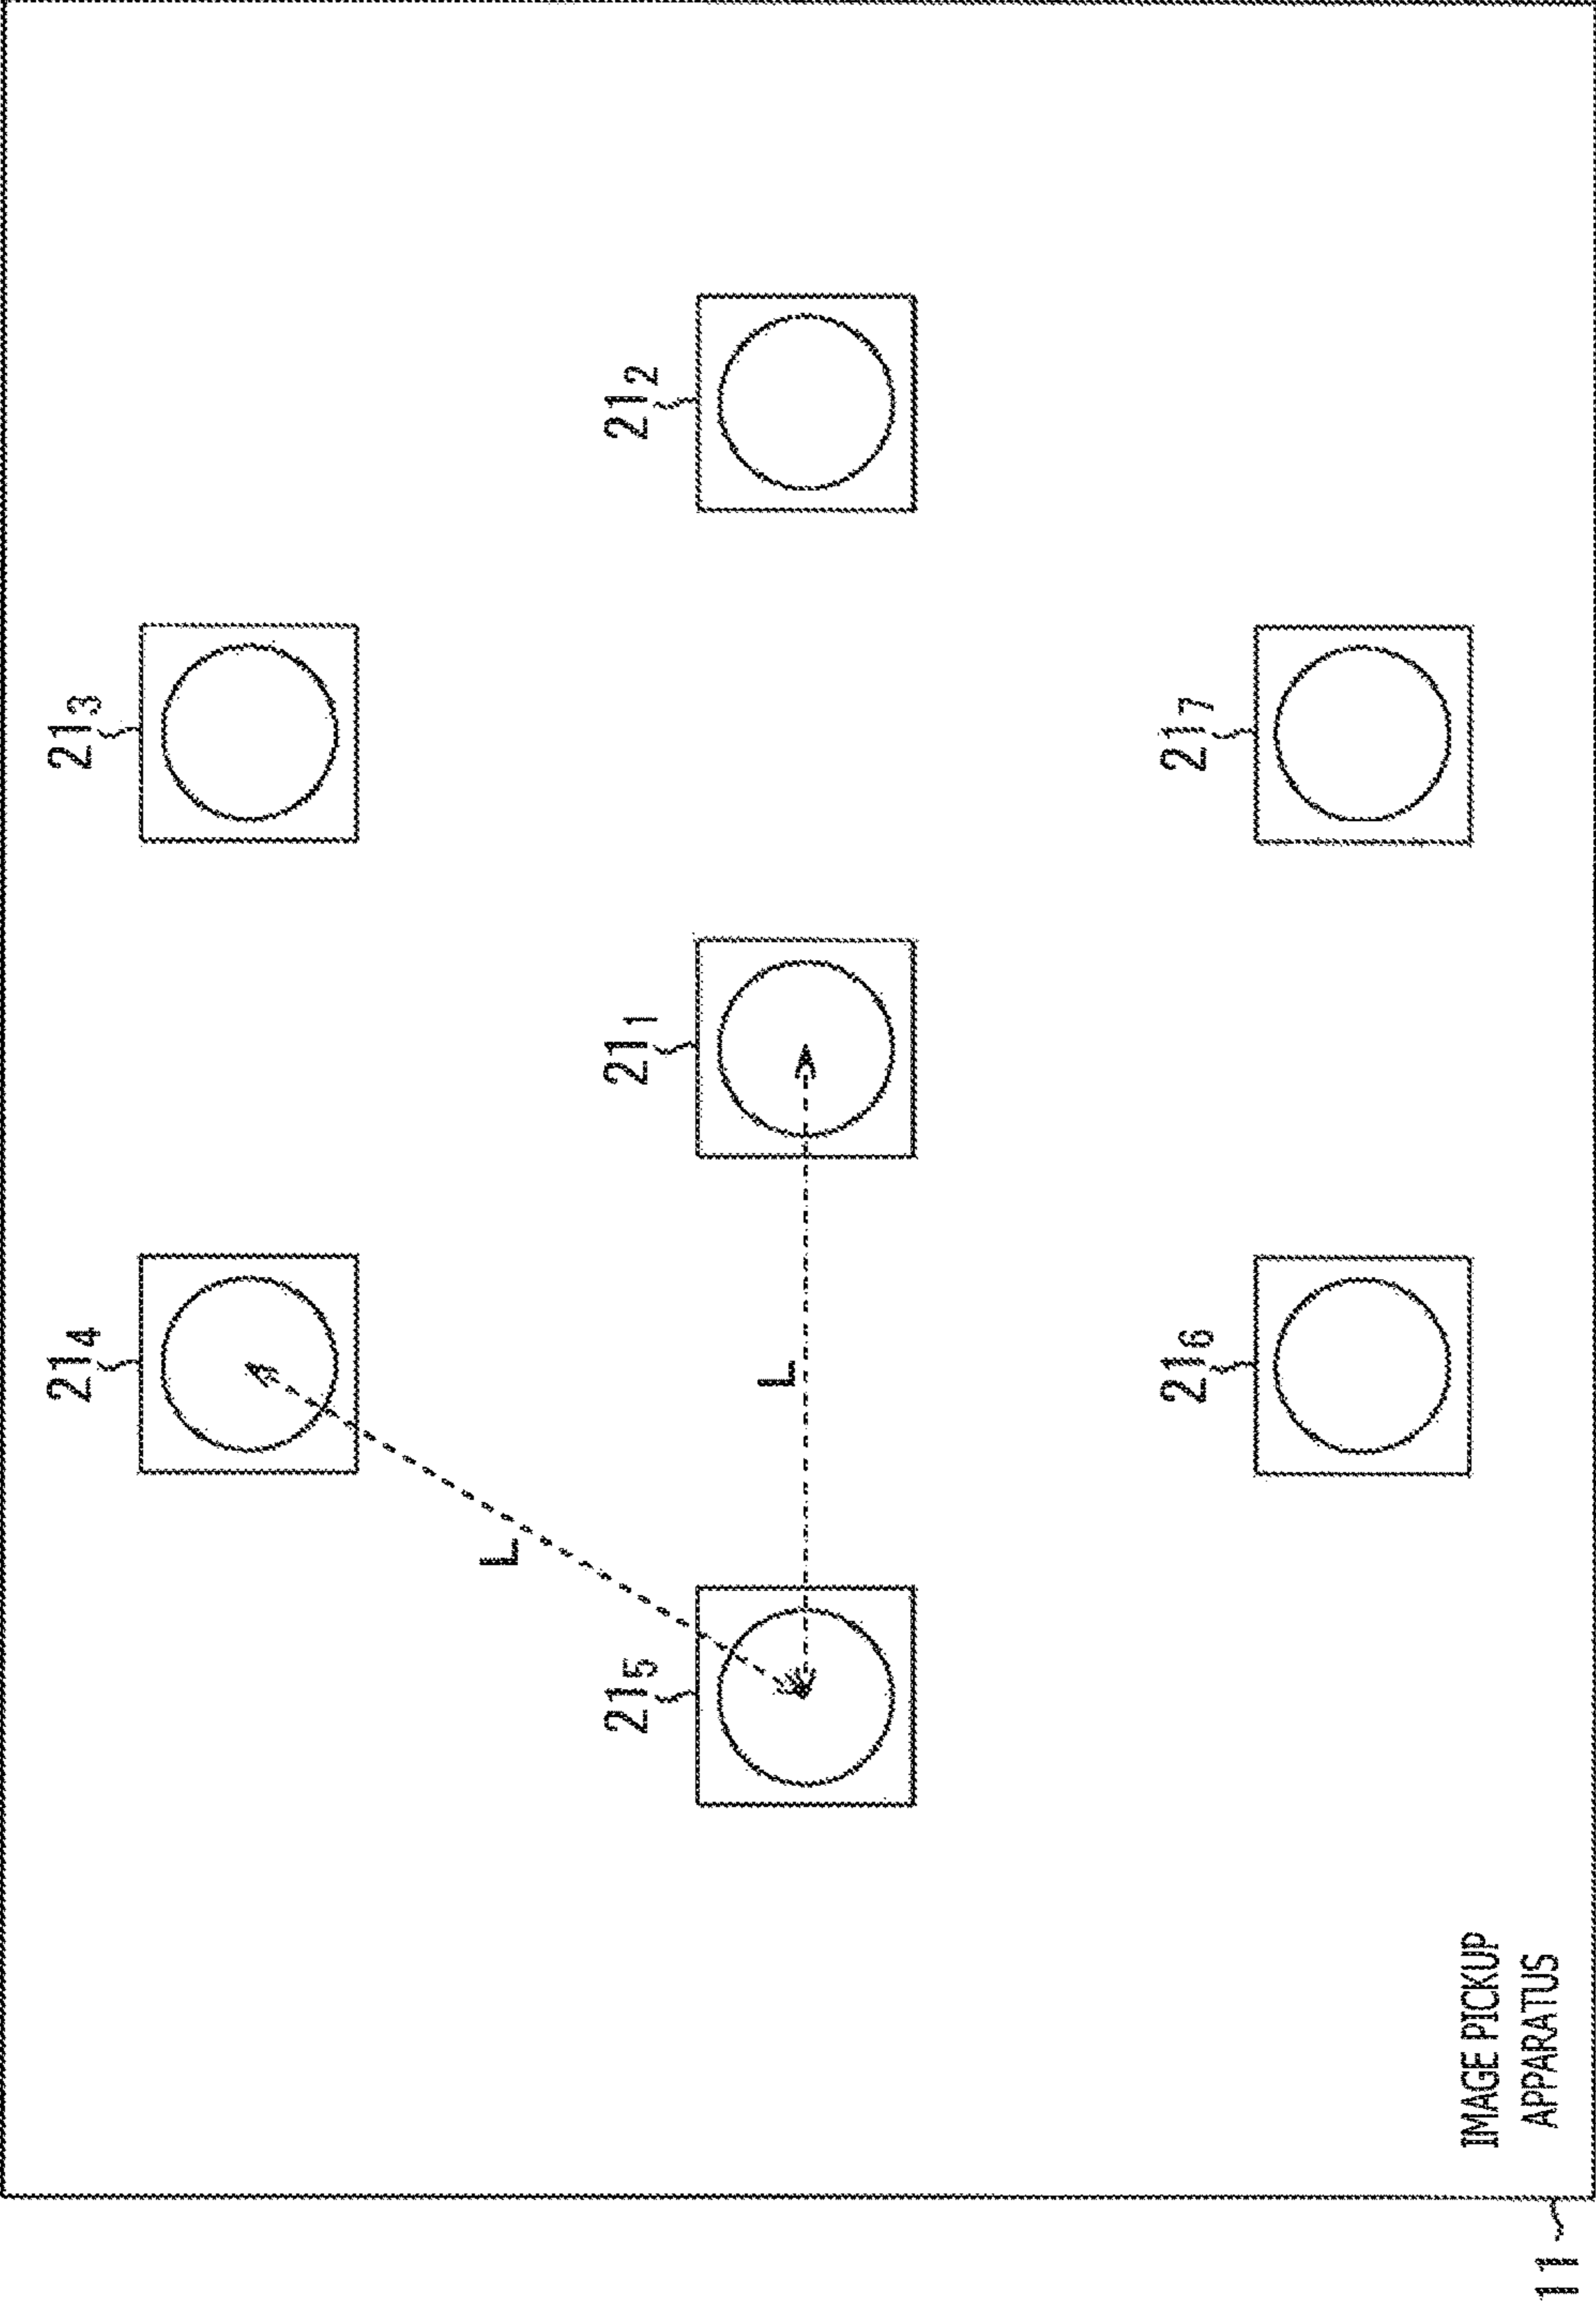 21₄
21₃
L
21₅
21₁
21₂
L
21₆
21₇
IMAGE PICKUP
APPARATUS
11